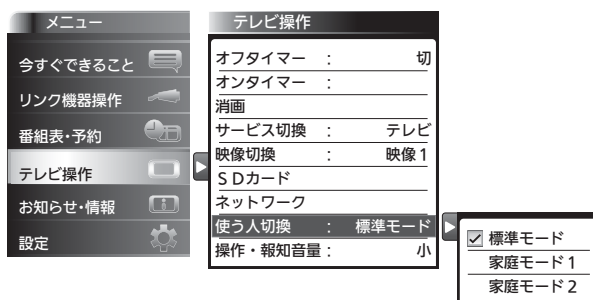 メニュー
今すぐできること
リンク機器操作
番組表・予約
テレビ操作
お知らせ・情報
設定
テレビ操作
オフタイマー : 切
オンタイマー :
消画
サービス切換 : テレビ
映像切換 : 映像1
SDカード
ネットワーク
使う人切換 : 標準モード
操作・報知音量 : 小
標準モード
家庭モード1
家庭モード2